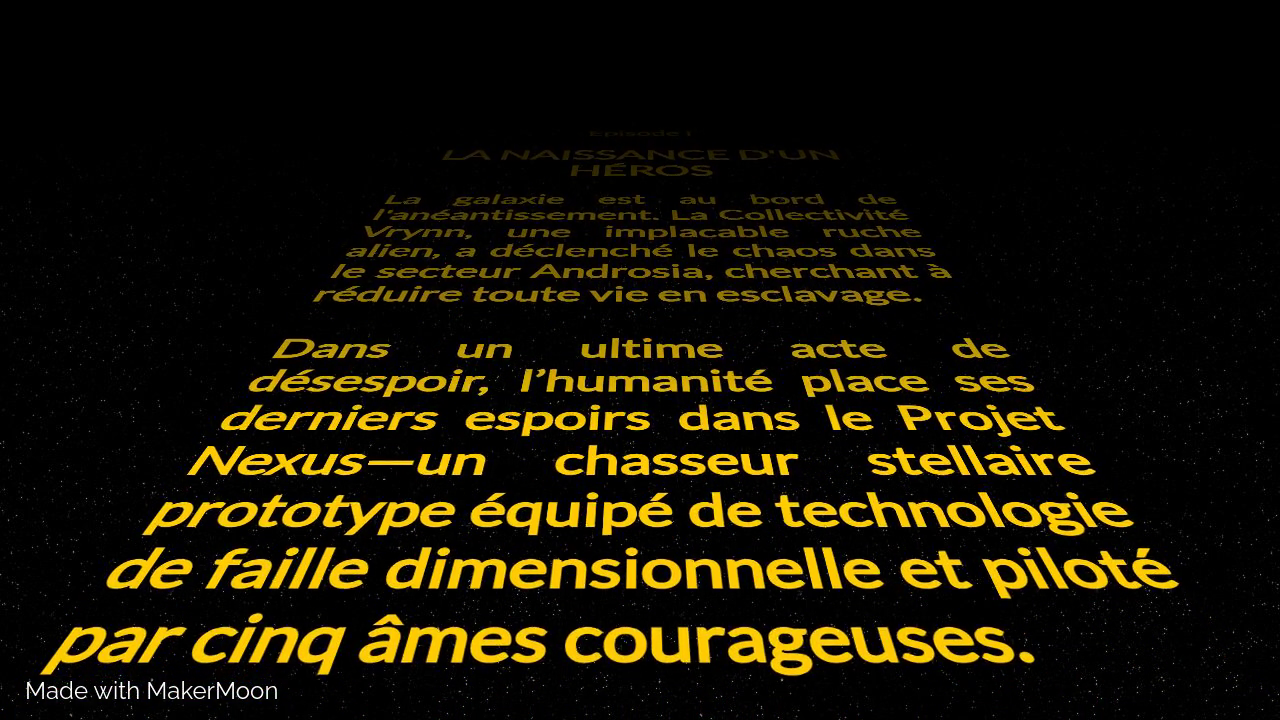 Episode I
LA NAISSANCE D'UN
HÉROS
La galaxie est au bord de
l'anéantissement. La Collectivité
Vrynn, une implacable ruche
alien, a déclenché le chaos dans
le secteur Androsia, cherchant à
réduire toute vie en esclavage.
Dans un ultime acte de
désespoir, l’humanité place ses
derniers espoirs dans le Projet
Nexus—un chasseur stellaire
prototype équipé de technologie
de faille dimensionnelle et piloté
par cinq âmes courageuses.
Made with MakerMoon